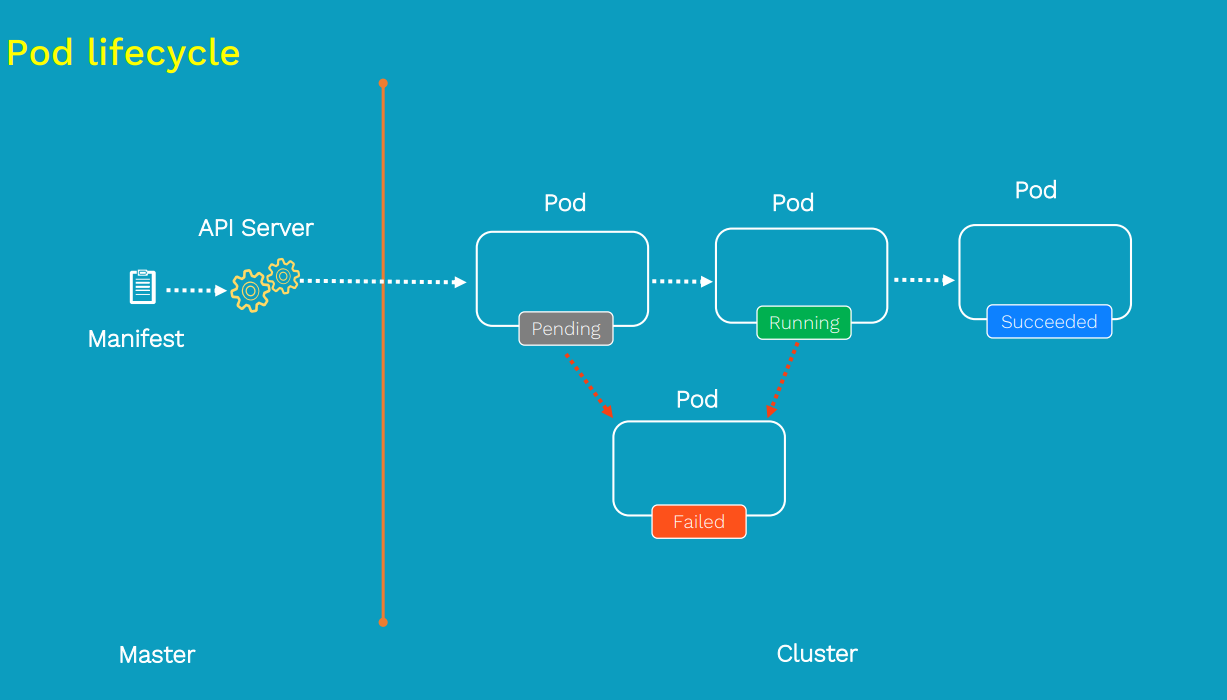 Pod lifecycle
API Server
Manifest
Pod
Pending
Pod
Running
Pod
Succeeded
Pod
Failed
Master
Cluster